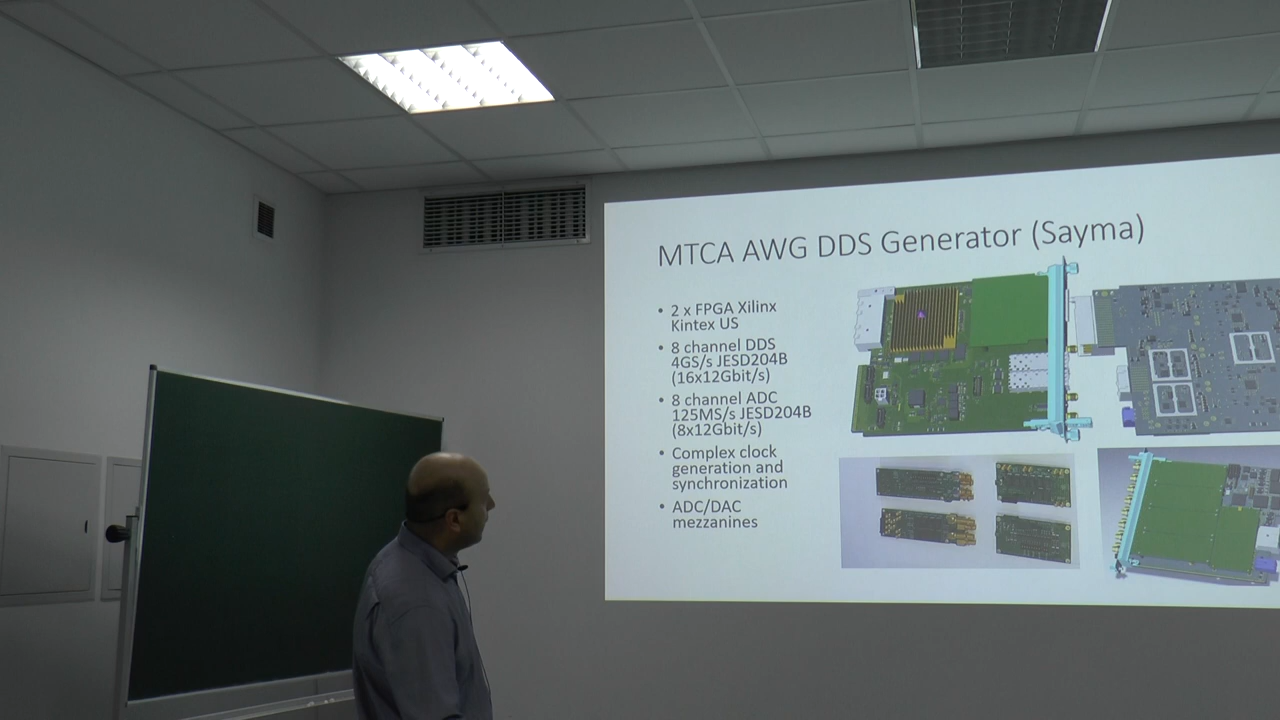 MTCA AWG DDS Generator (Sayma)
• 2 x FPGA Xilinx
Kintex US
• 8 channel DDS
4GS/s JESD204B
(16x12Gbit/s)
• 8 channel ADC
125MS/s JESD204B
(8x12Gbit/s)
• Complex clock
generation and
synchronization
• ADC/DAC
mezzanines